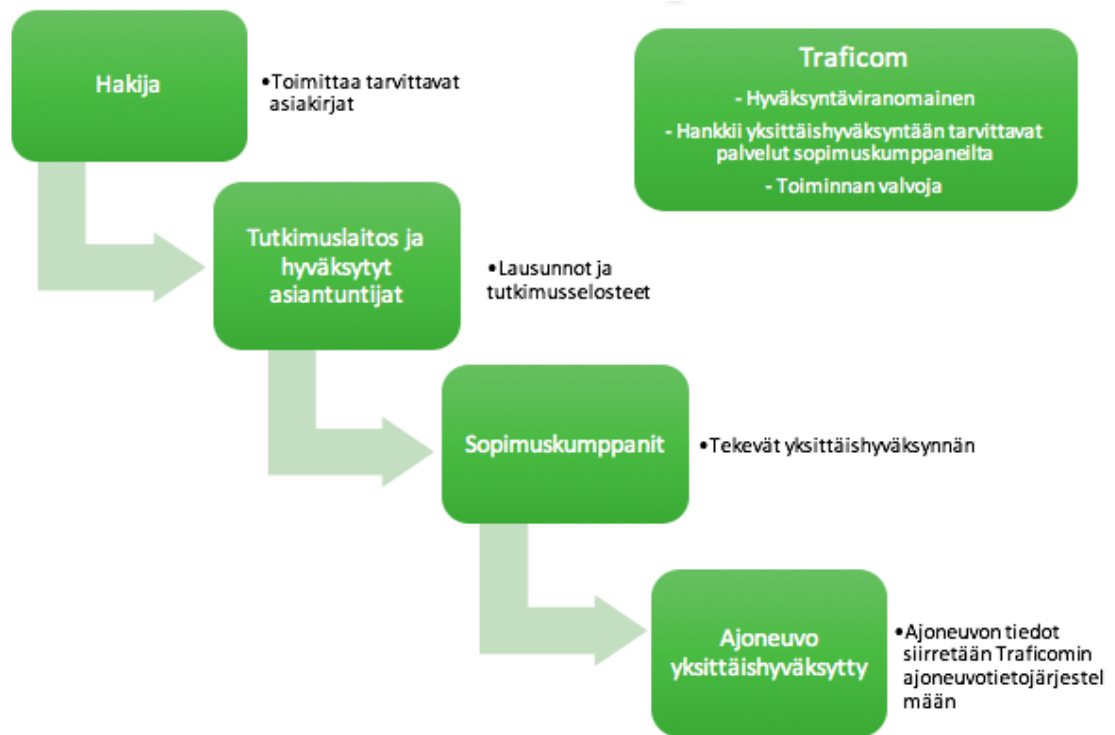 Hakija
•Toimittaa tarvittavat
asiakirjat
Traficom
- Hyväksyntäviranomainen
- Hankkii yksittäishyväksyntään tarvittavat
palvelut sopimuskumppaneilta
- Toiminnan valvoja
Tutkimuslaitos ja
hyväksytyt
asiantuntijat
•Lausunnot ja
tutkimusselosteet
Sopimuskumppanit
•Tekevät yksittäishyväksynnän
Ajoneuvo
yksittäishyväksytty
•Ajoneuvon tiedot
siirretään Traficomin
ajoneuvotietojärjestel
mään